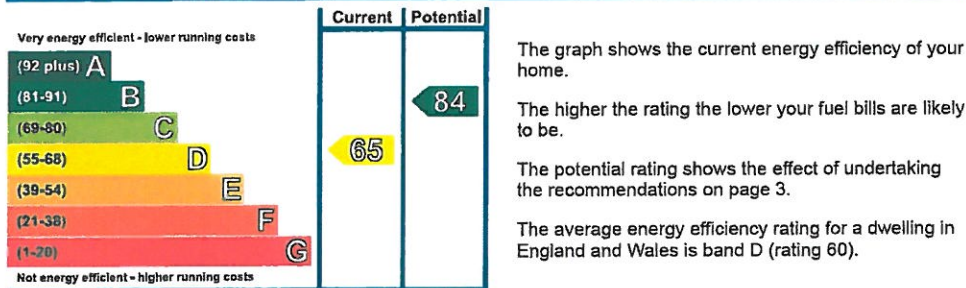 Current Potential
Very energy efficient - lower running costs
(92 plus) A
(81-91) B
84
(69-80) C
(55-68) D
65
(39-54) E
(21-38) F
(1-20) G
Not energy efficient - higher running costs
The graph shows the current energy efficiency of your
home.
The higher the rating the lower your fuel bills are likely
to be.
The potential rating shows the effect of undertaking
the recommendations on page 3.
The average energy efficiency rating for a dwelling in
England and Wales is band D (rating 60).